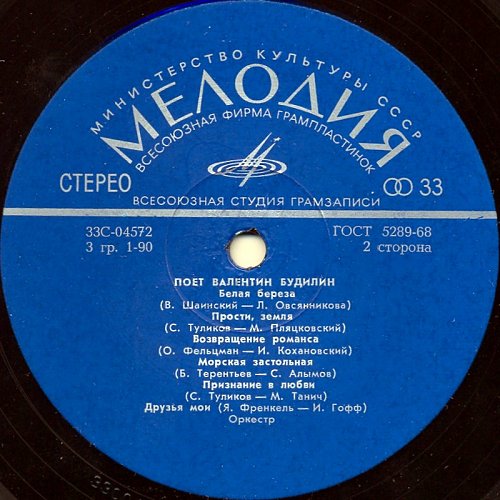 МИНИСТЕРСТВО КУЛЬТУРЫ СССР
МЕЛОДИЯ
ВСЕСОЮЗНАЯ ФИРМА ГРАМПЛАСТИНОК
СТЕРЕО
33
ВСЕСОЮЗНАЯ СТУДИЯ ГРАМЗАПИСИ
33С-04572
ГОСТ 5289-68
3 гр. 1-90
2 сторона
ПОЕТ ВАЛЕНТИН БУДИЛИН
Белая береза
(В. Шаинский — Л. Овсянникова)
Прости, земля
(С. Туликов — М. Пляцковский)
Возвращение романса
(О. Фельцман — И. Кохановский)
Морская застольная
(Б. Терентьев — С. Алымов)
Признание в любви
(С. Туликов — М. Танич)
Друзья мои (Я. Френкель — И. Гофф)
Оркестр